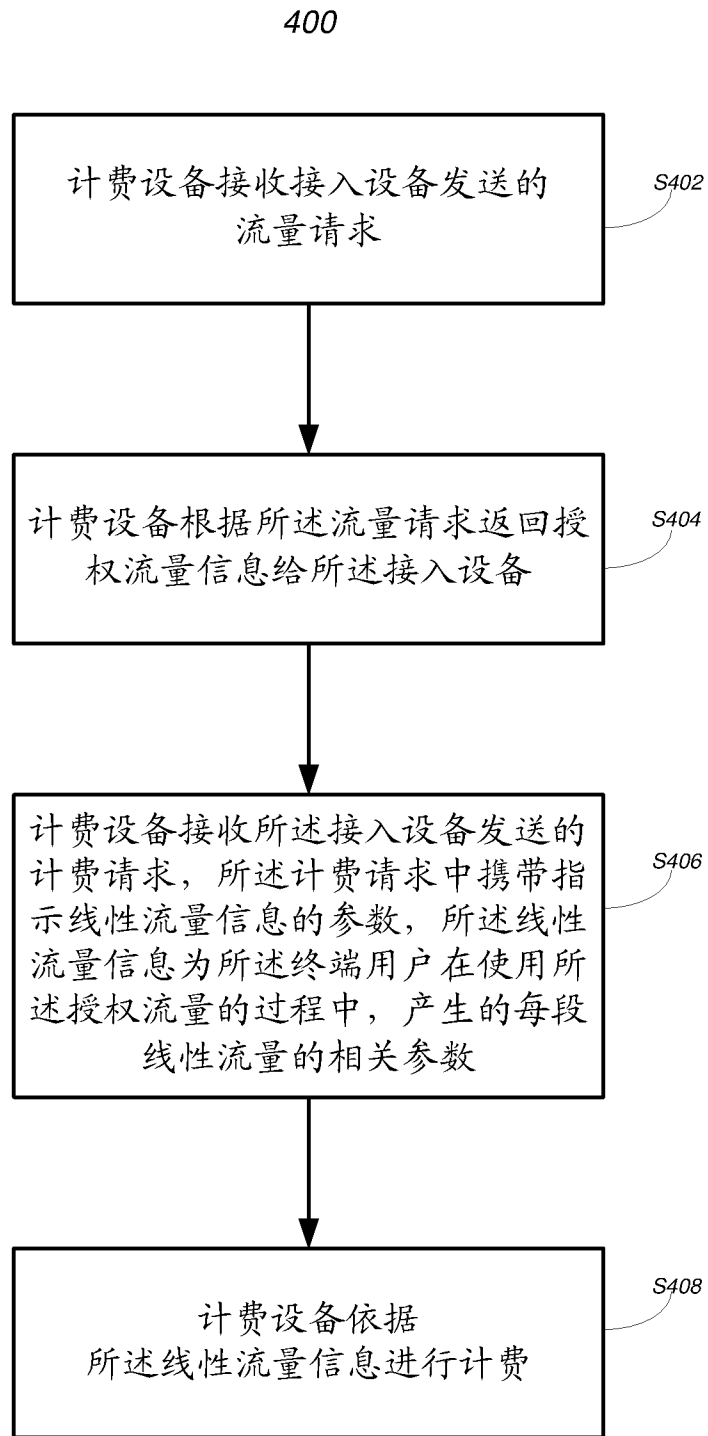 400
计费设备接收接入设备发送的
流量请求
S402
计费设备根据所述流量请求返回授
权流量信息给所述接入设备
S404
计费设备接收所述接入设备发送的
计费请求，所述计费请求中携带指
示线性流量信息的参数，所述线性
流量信息为所述终端用户在使用所
述授权流量的过程中，产生的每段
线性流量的相关参数
S406
计费设备依据
所述线性流量信息进行计费
S408